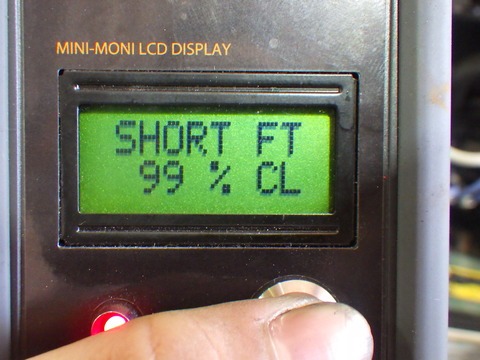 MINI-MONI LCD DISPLAY
SHORT FT
99 % CL